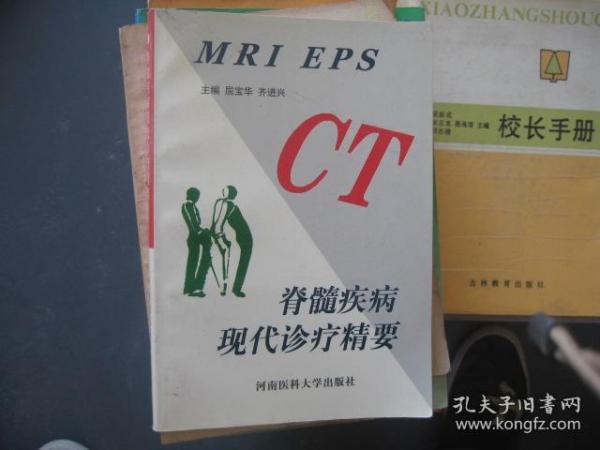 MRI EPS
主编 屈宝华 齐进兴
CT
脊髓疾病
现代诊疗精要
河南医科大学出版社
XIAOZHANGSHOUC
主编
校长手册
吉林教育出版社
孔夫子旧书网
www.kongfz.com